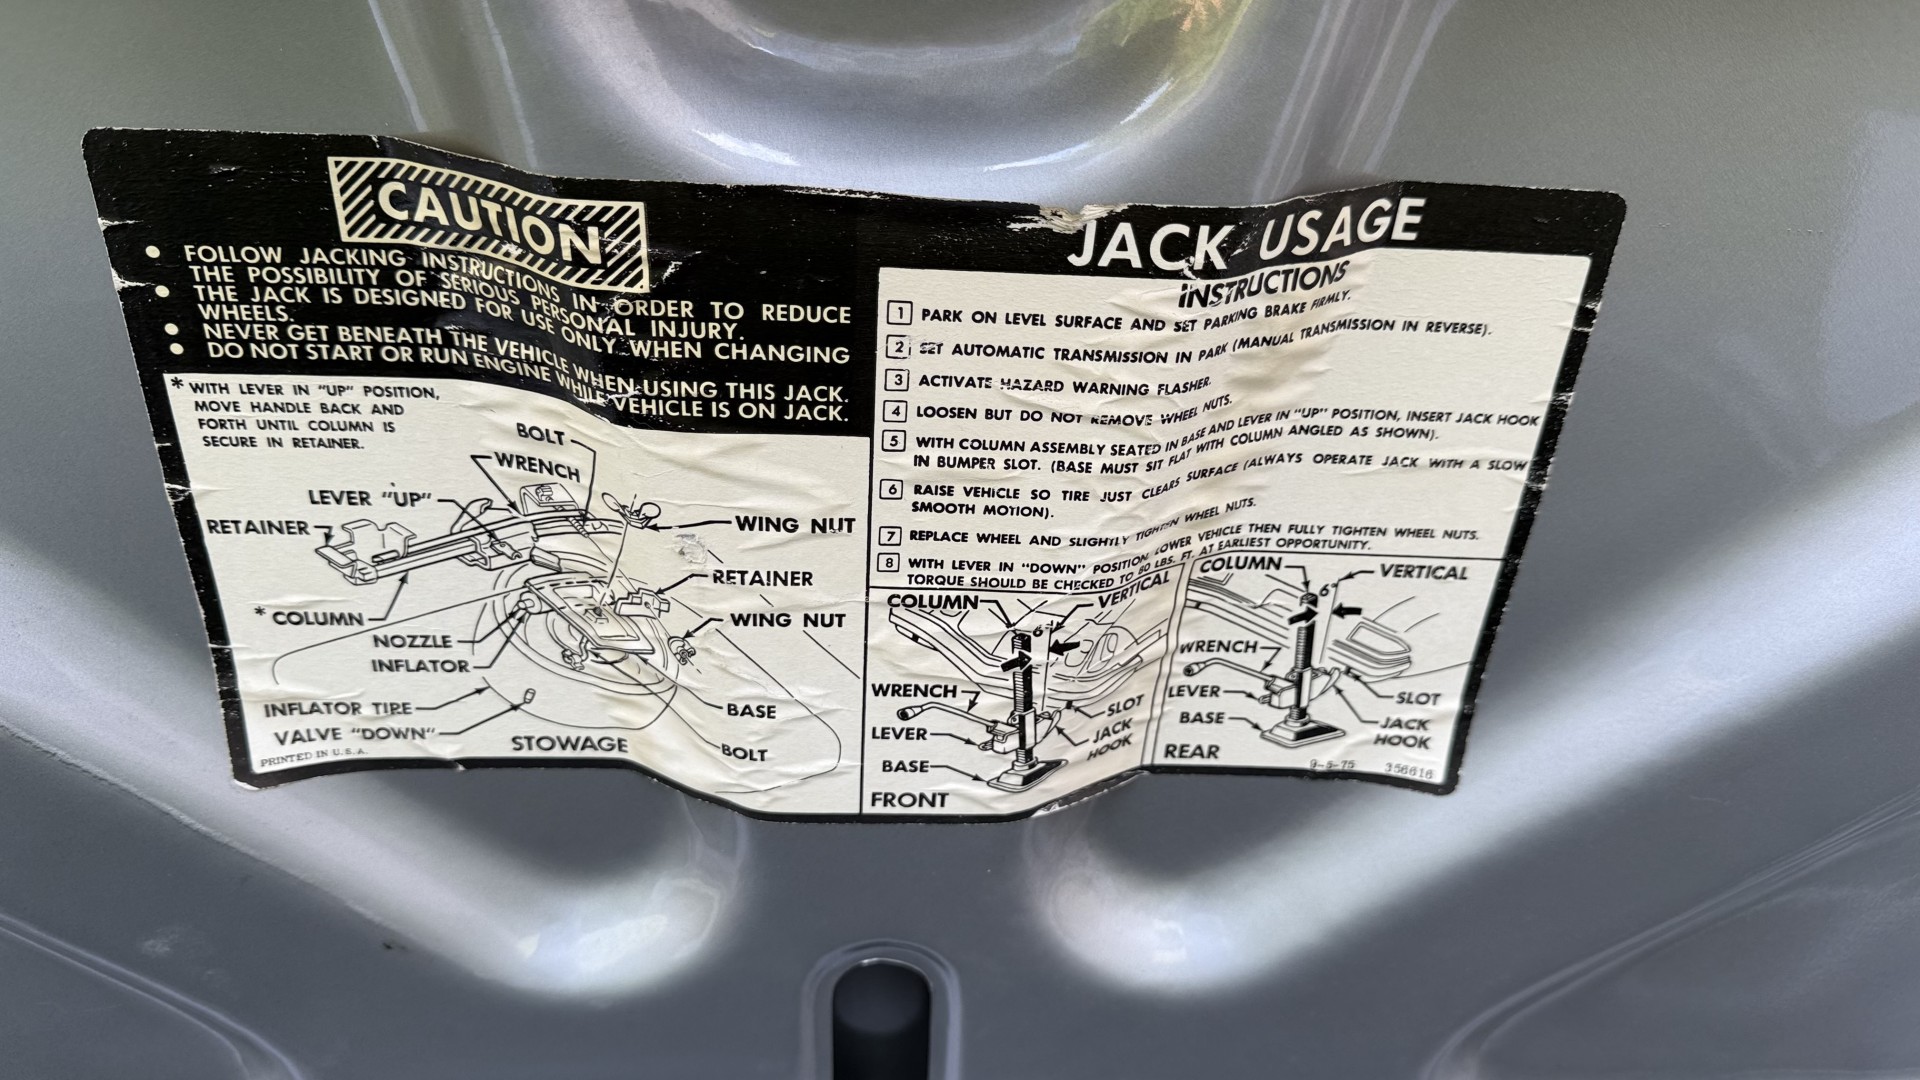 CAUTION
• FOLLOW JACKING INSTRUCTIONS IN ORDER TO REDUCE
THE POSSIBILITY OF SERIOUS PERSONAL INJURY.
• THE JACK IS DESIGNED FOR USE ONLY WHEN CHANGING
WHEELS.
• NEVER GET BENEATH THE VEHICLE WHEN USING THIS JACK.
• DO NOT START OR RUN ENGINE WHILE VEHICLE IS ON JACK.
* WITH LEVER IN "UP" POSITION,
MOVE HANDLE BACK AND
FORTH UNTIL COLUMN IS
SECURE IN RETAINER.
BOLT
WRENCH
LEVER "UP"
RETAINER
WING NUT
RETAINER
* COLUMN
WING NUT
NOZZLE
INFLATOR
INFLATOR TIRE
BASE
VALVE "DOWN"
STOWAGE
BOLT
PRINTED IN U.S.A.
JACK USAGE
INSTRUCTIONS
1 PARK ON LEVEL SURFACE AND SET PARKING BRAKE FIRMLY.
2 SET AUTOMATIC TRANSMISSION IN PARK (MANUAL TRANSMISSION IN REVERSE).
3 ACTIVATE HAZARD WARNING FLASHER.
4 LOOSEN BUT DO NOT REMOVE WHEEL NUTS.
5 WITH COLUMN ASSEMBLY SEATED IN BASE AND LEVER IN "UP" POSITION, INSERT JACK HOOK
IN BUMPER SLOT. (BASE MUST SIT FLAT WITH COLUMN ANGLED AS SHOWN).
6 RAISE VEHICLE SO TIRE JUST CLEARS SURFACE (ALWAYS OPERATE JACK WITH A SLOW
SMOOTH MOTION).
7 REPLACE WHEEL AND SLIGHTLY TIGHTEN WHEEL NUTS.
8 WITH LEVER IN "DOWN" POSITION, LOWER VEHICLE THEN FULLY TIGHTEN WHEEL NUTS.
TORQUE SHOULD BE CHECKED TO 80 LBS. FT. AT EARLIEST OPPORTUNITY.
COLUMN
VERTICAL
6°
WRENCH
SLOT
LEVER
JACK
HOOK
BASE
FRONT
COLUMN
VERTICAL
6°
WRENCH
LEVER
SLOT
BASE
JACK
HOOK
REAR
9-5-75 356616